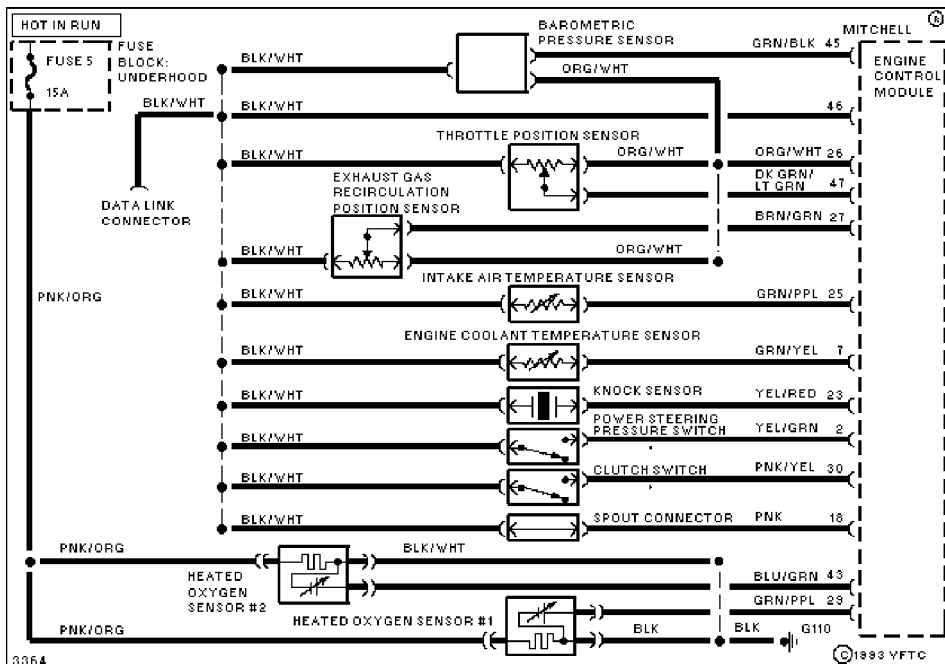 HOT IN RUN
FUSE 5
15A
FUSE
BLOCK:
UNDERHOOD
BAROMETRIC
PRESSURE SENSOR
GRN/BLK 45
MITCHELL
R
ENGINE
CONTROL
MODULE
BLK/WHT
ORG/WHT
BLK/WHT
46
THROTTLE POSITION SENSOR
BLK/WHT
ORG/WHT
ORG/WHT 26
DK GRN/
LT GRN 47
DATA LINK
CONNECTOR
EXHAUST GAS
RECIRCULATION
POSITION SENSOR
BRN/GRN 27
BLK/WHT
ORG/WHT
PNK/ORG
INTAKE AIR TEMPERATURE SENSOR
BLK/WHT
GRN/PPL 25
ENGINE COOLANT TEMPERATURE SENSOR
BLK/WHT
GRN/YEL 7
BLK/WHT
KNOCK SENSOR
YEL/RED 23
BLK/WHT
POWER STEERING
PRESSURE SWITCH
YEL/GRN 2
BLK/WHT
CLUTCH SWITCH
PNK/YEL 30
BLK/WHT
SPOUT CONNECTOR
PNK 18
PNK/ORG
BLK/WHT
HEATED
OXYGEN
SENSOR #2
BLU/GRN 43
GRN/PPL 29
HEATED OXYGEN SENSOR #1
PNK/ORG
BLK
BLK
G110
3364
©1993 VFTC